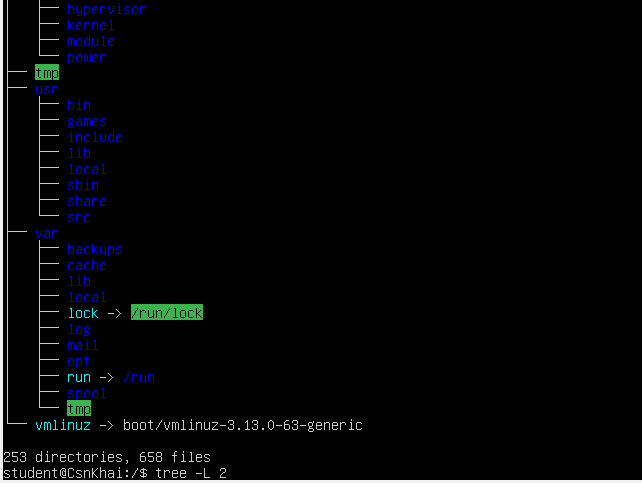 hypervisor
kernel
module
power
tmp
usr
bin
games
include
lib
local
sbin
share
src
var
backups
cache
lib
local
lock -> /run/lock
log
mail
opt
run -> /run
spool
tmp
vmlinuz -> boot/vmlinuz-3.13.0-63-generic
253 directories, 658 files
student@CsnKhai:/$ tree -L 2